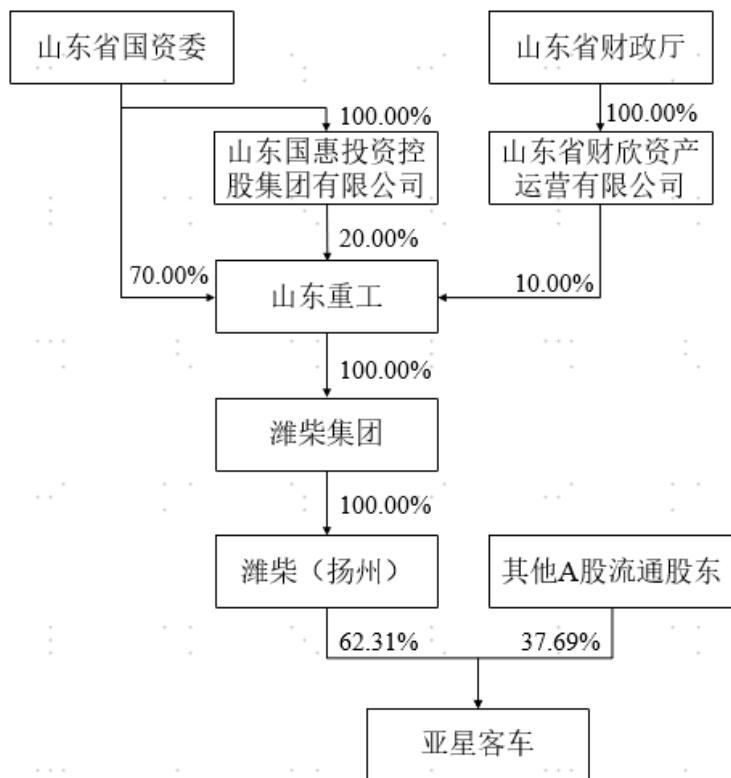 山东省国资委
山东省财政厅
100.00%
100.00%
山东国惠投资控
股集团有限公司
山东省财欣资产
运营有限公司
20.00%
70.00%
10.00%
山东重工
100.00%
潍柴集团
100.00%
潍柴（扬州）
其他A股流通股东
62.31%
37.69%
亚星客车